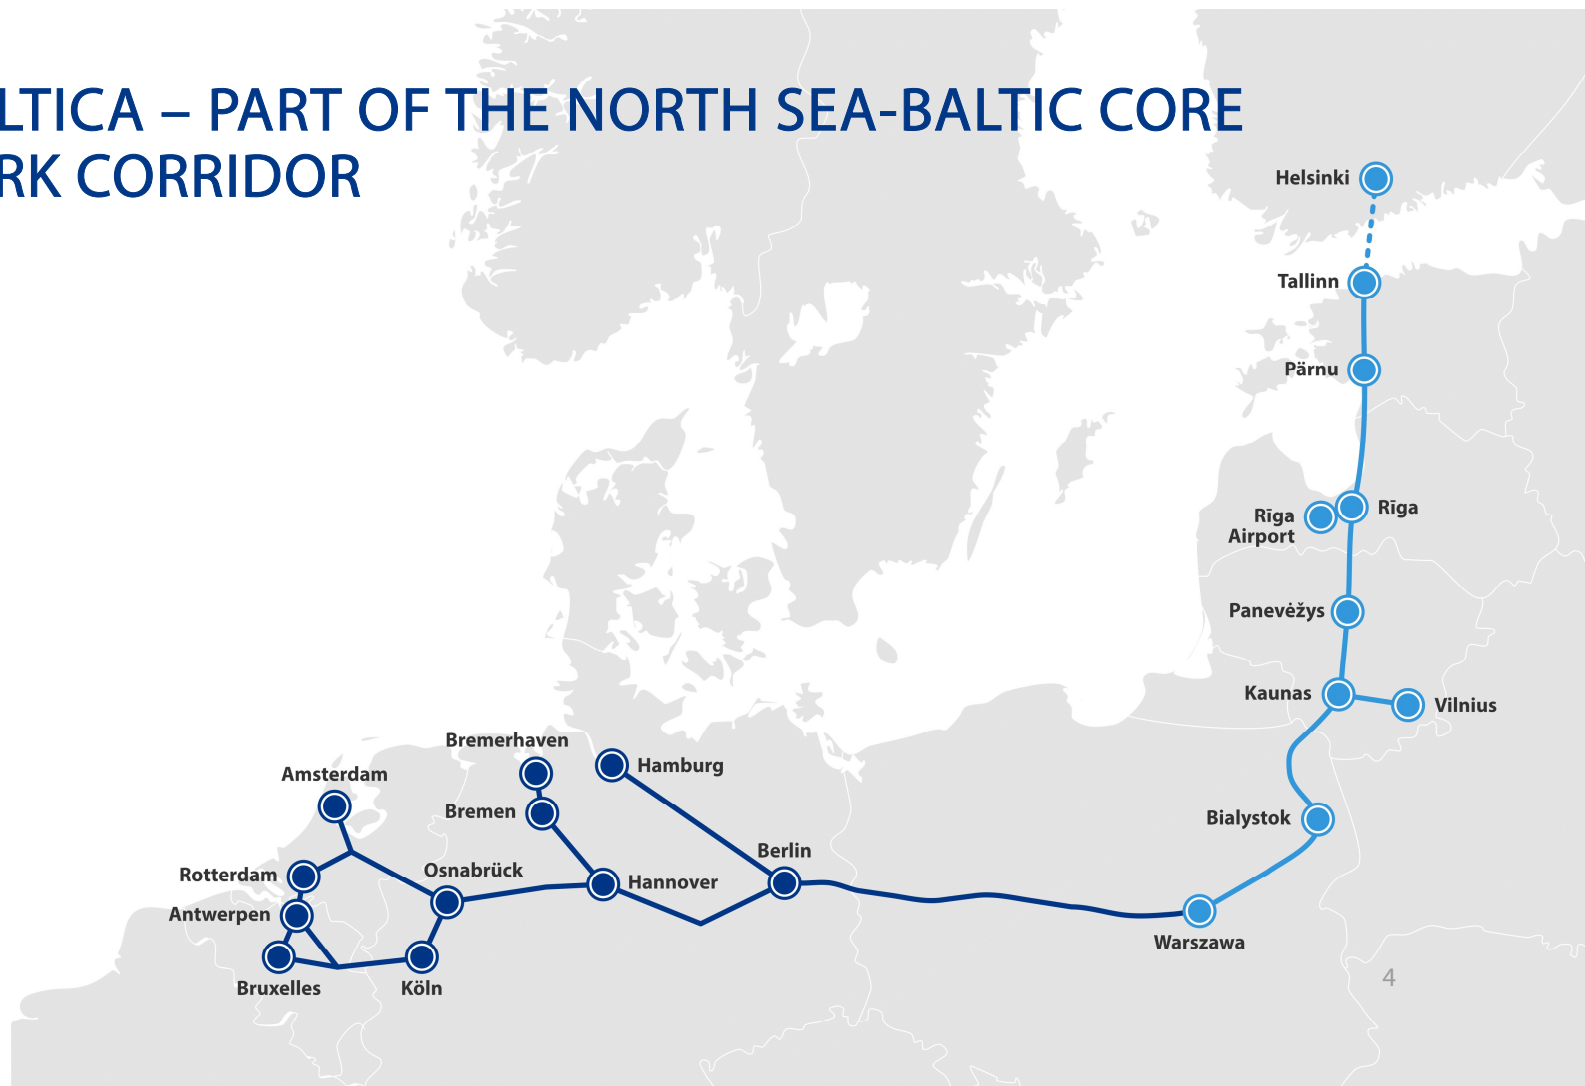 LTICA – PART OF THE NORTH SEA-BALTIC CORE
RK CORRIDOR
Helsinki
Tallinn
Pärnu
Rīga
Rīga
Airport
Panevėžys
Kaunas
Vilnius
Bremerhaven
Hamburg
Amsterdam
Bremen
Bialystok
Berlin
Osnabrück
Rotterdam
Hannover
Antwerpen
Warszawa
Bruxelles
Köln
4